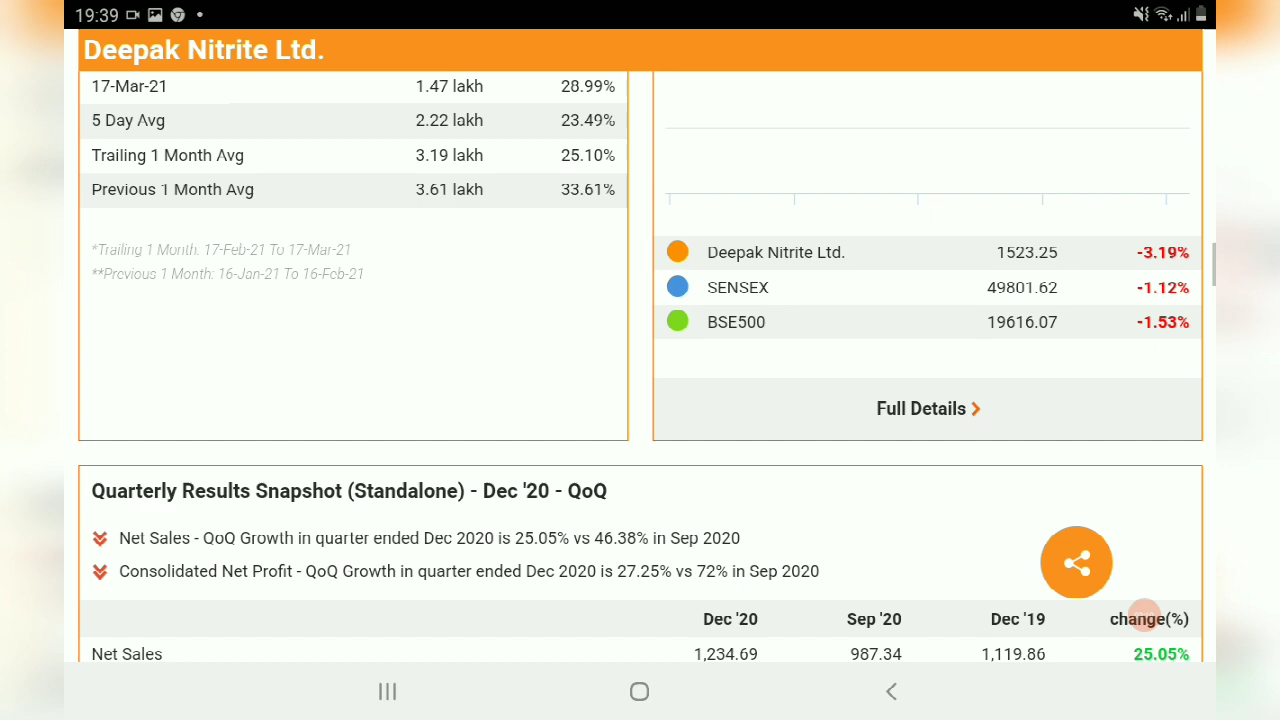 19:39
Deepak Nitrite Ltd.
17-Mar-21 1.47 lakh 28.99%
5 Day Avg 2.22 lakh 23.49%
Trailing 1 Month Avg 3.19 lakh 25.10%
Previous 1 Month Avg 3.61 lakh 33.61%
*Trailing 1 Month: 17-Feb-21 To 17-Mar-21
**Previous 1 Month: 16-Jan-21 To 16-Feb-21
Deepak Nitrite Ltd. 1523.25 -3.19%
SENSEX 49801.62 -1.12%
BSE500 19616.07 -1.53%
Full Details
Quarterly Results Snapshot (Standalone) - Dec '20 - QoQ
Net Sales - QoQ Growth in quarter ended Dec 2020 is 25.05% vs 46.38% in Sep 2020
Consolidated Net Profit - QoQ Growth in quarter ended Dec 2020 is 27.25% vs 72% in Sep 2020
Dec '20 Sep '20 Dec '19 change(%)
Net Sales 1,234.69 987.34 1,119.86 25.05%